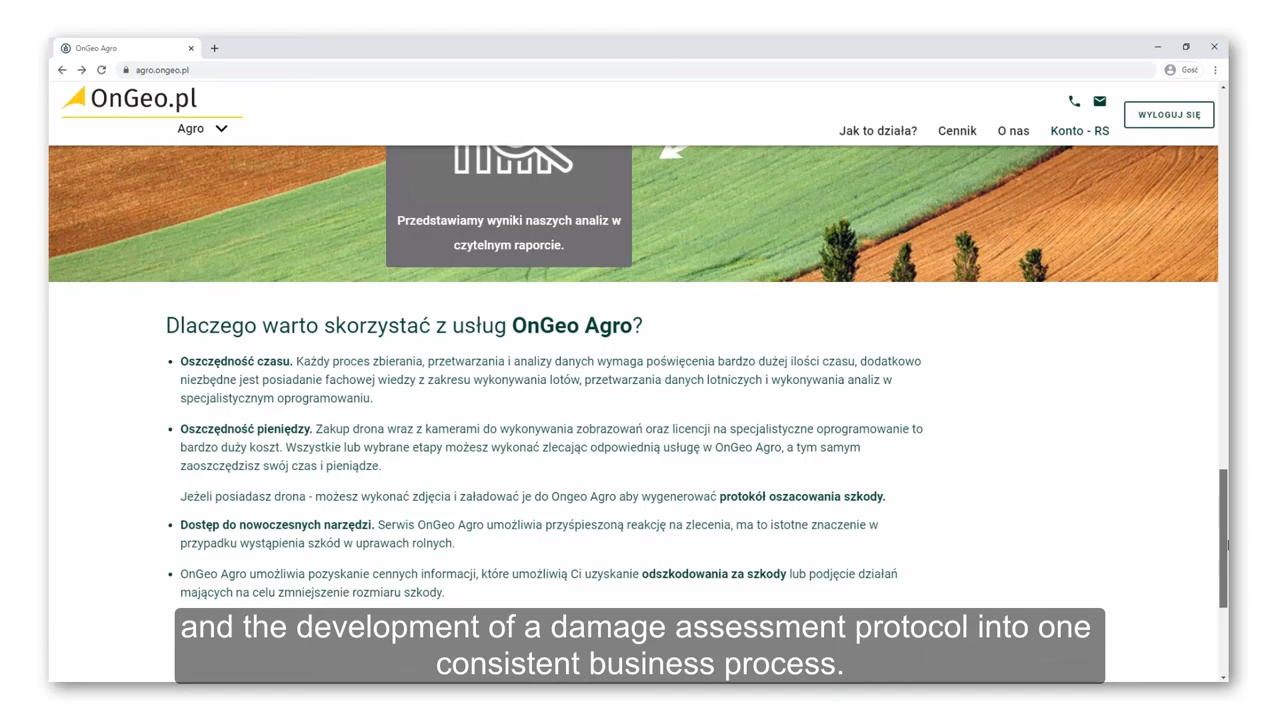 OnGeo Agro
agro.ongeo.pl
Gość
OnGeo.pl
Agro
WYLOGUJ SIĘ
Jak to działa? Cennik O nas Konto - RS
Przedstawiamy wyniki naszych analiz w
czytelnym raporcie.
Dlaczego warto skorzystać z usług OnGeo Agro?
• Oszczędność czasu. Każdy proces zbierania, przetwarzania i analizy danych wymaga poświęcenia bardzo dużej ilości czasu, dodatkowo
niezbędne jest posiadanie fachowej wiedzy z zakresu wykonywania lotów, przetwarzania danych lotniczych i wykonywania analiz w
specjalistycznym oprogramowaniu.
• Oszczędność pieniędzy. Zakup drona wraz z kamerami do wykonywania zobrazowań oraz licencji na specjalistyczne oprogramowanie to
bardzo duży koszt. Wszystkie lub wybrane etapy możesz wykonać zlecając odpowiednią usługę w OnGeo Agro, a tym samym
zaoszczędzisz swój czas i pieniądze.
Jeżeli posiadasz drona - możesz wykonać zdjęcia i załadować je do Ongeo Agro aby wygenerować protokół oszacowania szkody.
• Dostęp do nowoczesnych narzędzi. Serwis OnGeo Agro umożliwia przyśpieszoną reakcję na zlecenia, ma to istotne znaczenie w
przypadku wystąpienia szkód w uprawach rolnych.
• OnGeo Agro umożliwia pozyskanie cennych informacji, które umożliwią Ci uzyskanie odszkodowania za szkody lub podjęcie działań
mających na celu zmniejszenie rozmiaru szkody.
and the development of a damage assessment protocol into one
consistent business process.